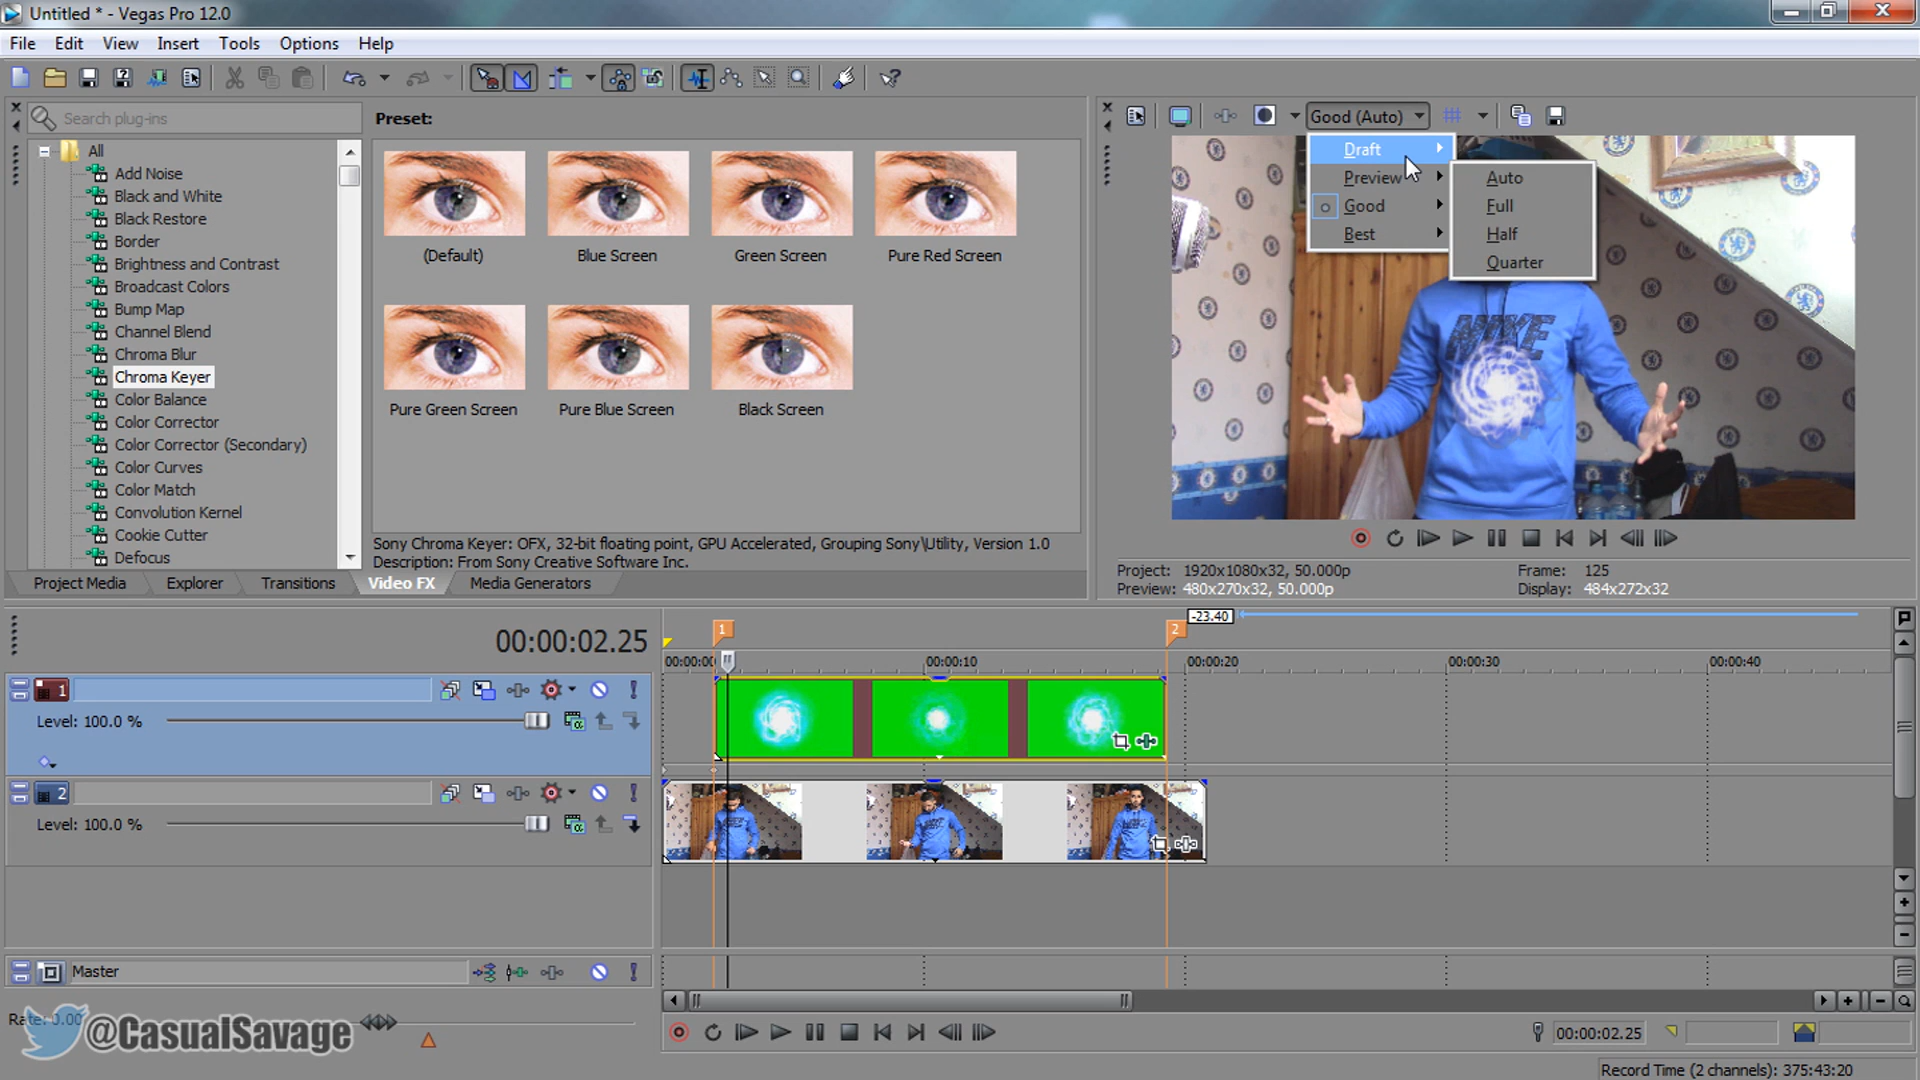 Untitled * - Vegas Pro 12.0
File Edit View Insert Tools Options Help
Search plug-ins
Preset:
Good (Auto)
All
Add Noise
Black and White
Black Restore
Border
Brightness and Contrast
Broadcast Colors
Bump Map
Channel Blend
Chroma Blur
Chroma Keyer
Color Balance
Color Corrector
Color Corrector (Secondary)
Color Curves
Color Match
Convolution Kernel
Cookie Cutter
Defocus
(Default) Blue Screen Green Screen Pure Red Screen
Pure Green Screen Pure Blue Screen Black Screen
Sony Chroma Keyer: OFX, 32-bit floating point, GPU Accelerated, Grouping Sony\Utility, Version 1.0
Description: From Sony Creative Software Inc.
Project Media Explorer Transitions Video FX Media Generators
Draft
Preview
Good
Best
Auto
Full
Half
Quarter
NIKE
Project: 1920x1080x32, 50.000p Frame: 125
Preview: 480x270x32, 50.000p Display: 484x272x32
00:00:02.25
1 2 -23.40
00:00:00 00:00:10 00:00:20 00:00:30 00:00:40
1
Level: 100.0 %
2
Level: 100.0 %
Master
Rate: 0.00
@CasualSavage
00:00:02.25
Record Time (2 channels): 375:43:20